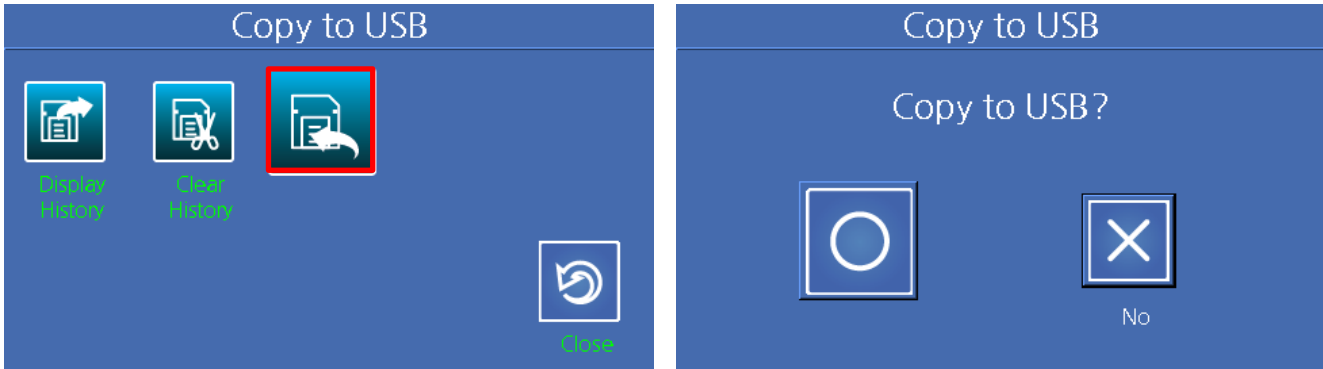 Copy to USB
Display
History
Clear
History
Close
Copy to USB
Copy to USB?
No